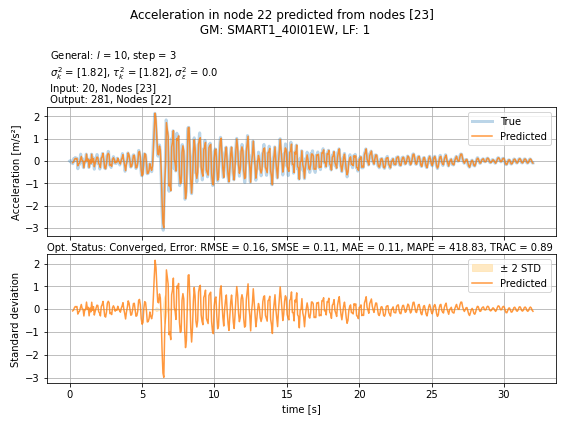 Acceleration in node 22 predicted from nodes [23]
GM: SMART1_40I01EW, LF: 1
General: l = 10, step = 3
σ²ₖ = [1.82], τ²ₖ = [1.82], σ²ε = 0.0
Input: 20, Nodes [23]
Output: 281, Nodes [22]
Acceleration [m/s²]
2
1
0
−1
−2
−3
True
Predicted
Opt. Status: Converged, Error: RMSE = 0.16, SMSE = 0.11, MAE = 0.11, MAPE = 418.83, TRAC = 0.89
Standard deviation
2
1
0
−1
−2
−3
± 2 STD
Predicted
0 5 10 15 20 25 30
time [s]